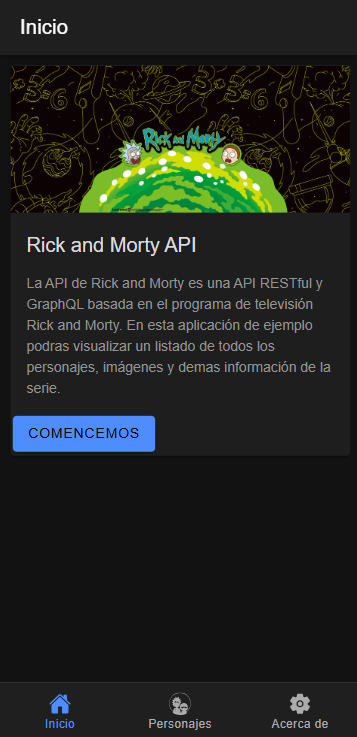 Inicio
Rick and Morty
Rick and Morty API
La API de Rick and Morty es una API RESTful y
GraphQL basada en el programa de televisión
Rick and Morty. En esta aplicación de ejemplo
podras visualizar un listado de todos los
personajes, imágenes y demas información de la
serie.
COMENCEMOS
Inicio Personajes Acerca de